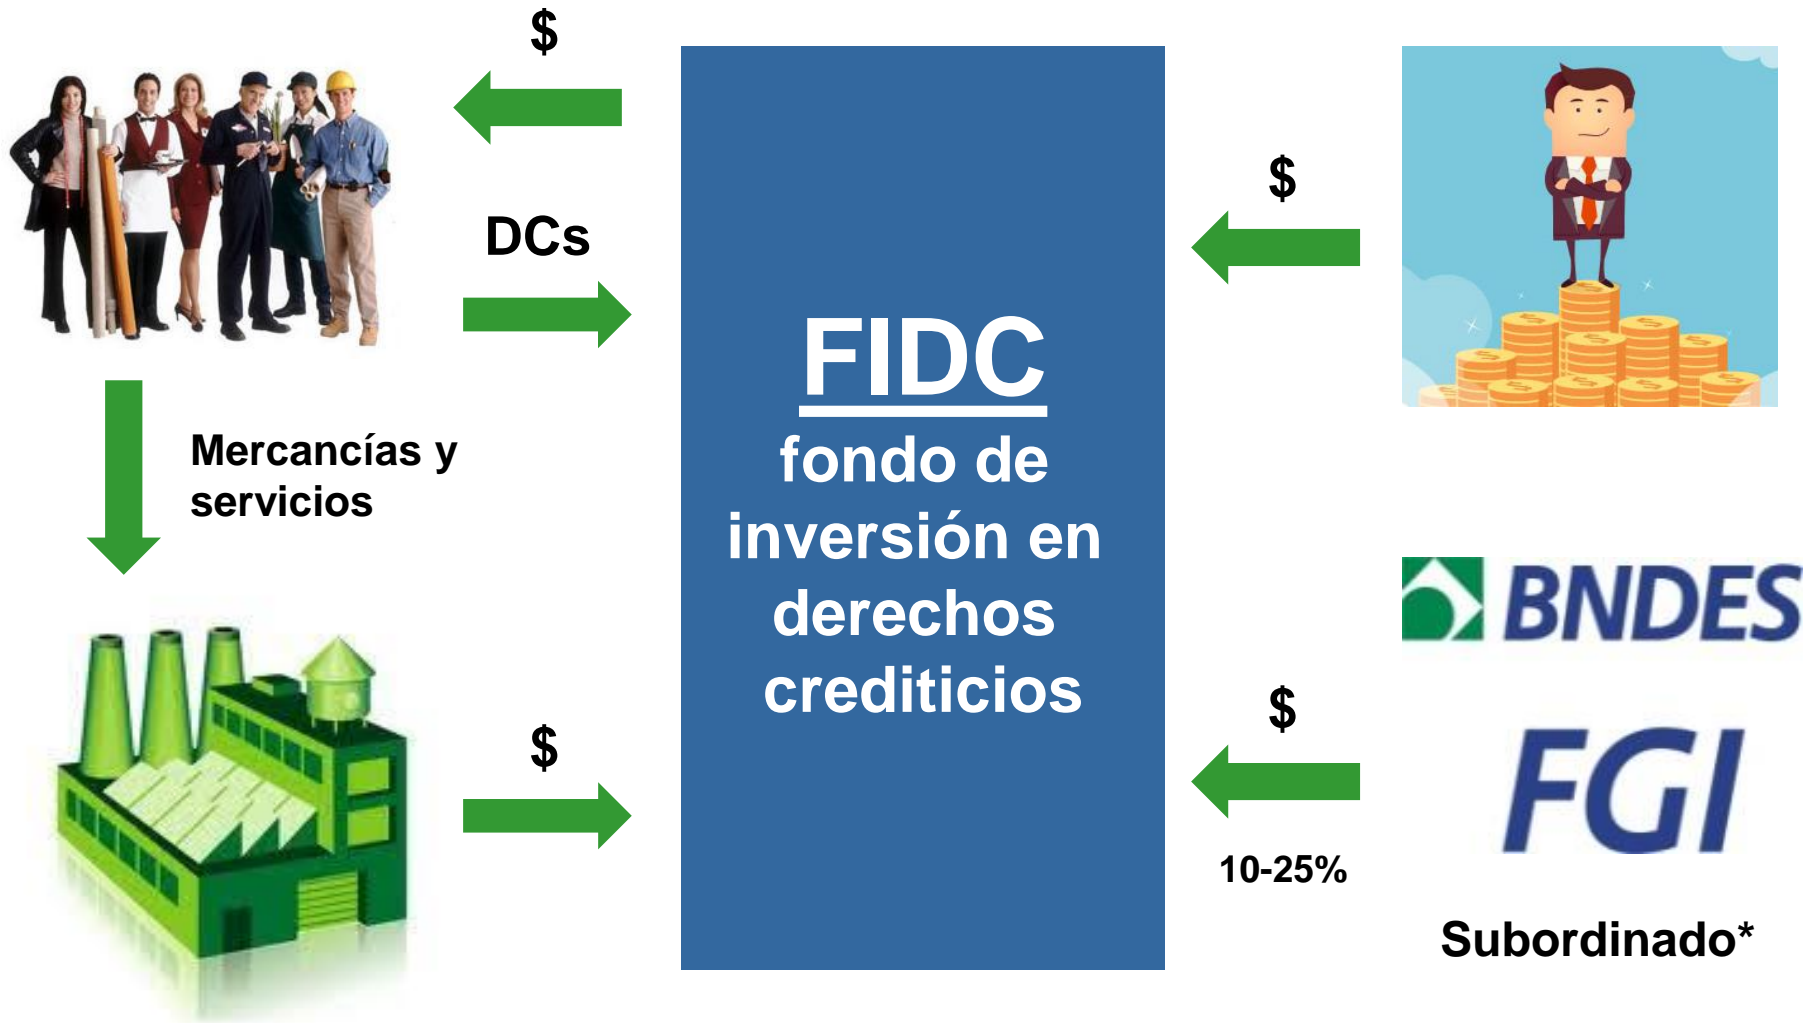 $
DCs
Mercancías y
servicios
$
FIDC
fondo de
inversión en
derechos
crediticios
$
BNDES
FGI
$
10-25%
Subordinado*